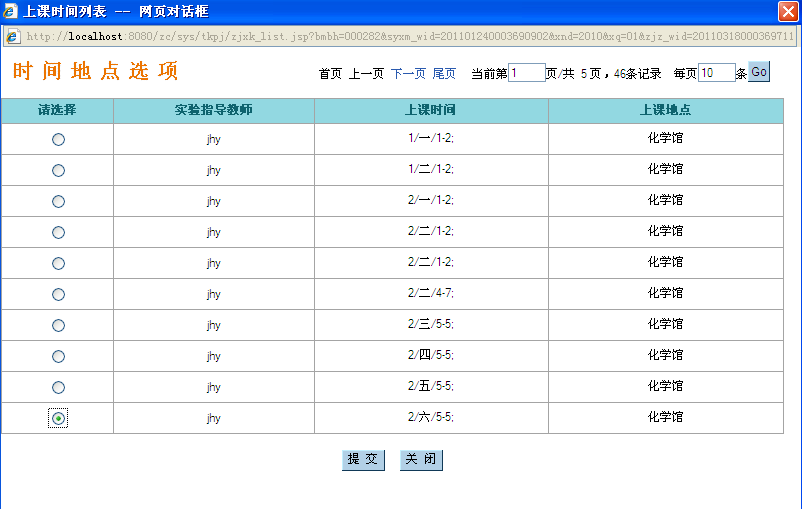 上课时间列表 -- 网页对话框
http://localhost:8080/zc/sys/tkpj/zjxk_list.jsp?bmbh=000282&syxm_wid=201101240003690902&xnd=2010&xq=01&zjz_wid=20110318000369711
时间地点选项 首页 上一页 下一页 尾页 当前第1页/共 5页，46条记录 每页10条Go
请选择 实验指导教师 上课时间 上课地点
jhy 1/一/1-2; 化学馆
jhy 1/二/1-2; 化学馆
jhy 2/一/1-2; 化学馆
jhy 2/二/1-2; 化学馆
jhy 2/二/1-2; 化学馆
jhy 2/二/4-7; 化学馆
jhy 2/三/5-5; 化学馆
jhy 2/四/5-5; 化学馆
jhy 2/五/5-5; 化学馆
jhy 2/六/5-5; 化学馆
提 交 关 闭